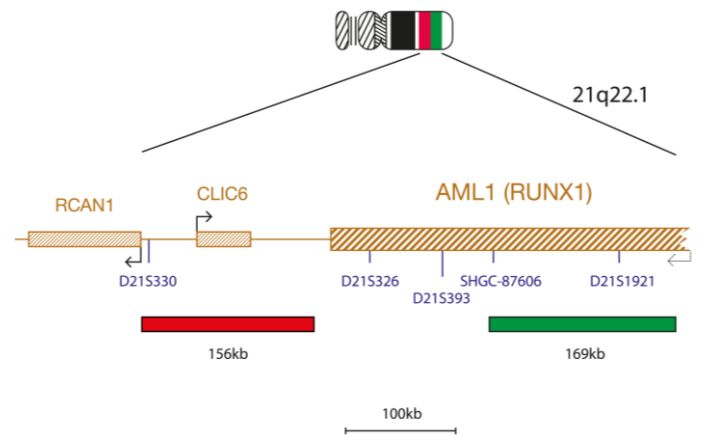 21q22.1
RCAN1
CLIC6
AML1 (RUNX1)
D21S330
D21S326
D21S393
SHGC-87606
D21S1921
156kb
169kb
100kb